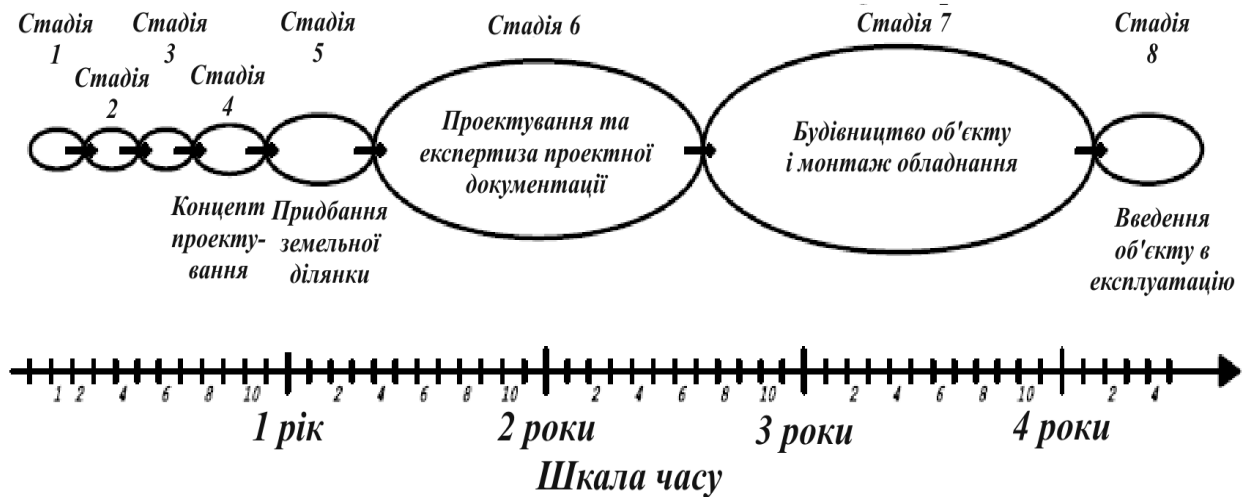 Стадія
1
Стадія
2
Стадія
3
Стадія
4
Стадія
5
Стадія 6
Стадія 7
Стадія
8
Проектування та
експертиза проектної
документації
Будівництво об'єкту
і монтаж обладнання
Концепт
проекту-
вання
Придбання
земельної
ділянки
Введення
об'єкту в
експлуатацію
1 2 4 6 8 10 2 4 6 8 10 2 4 6 8 10 2 4 6 8 10 2 4
1 рік 2 роки 3 роки 4 роки
Шкала часу